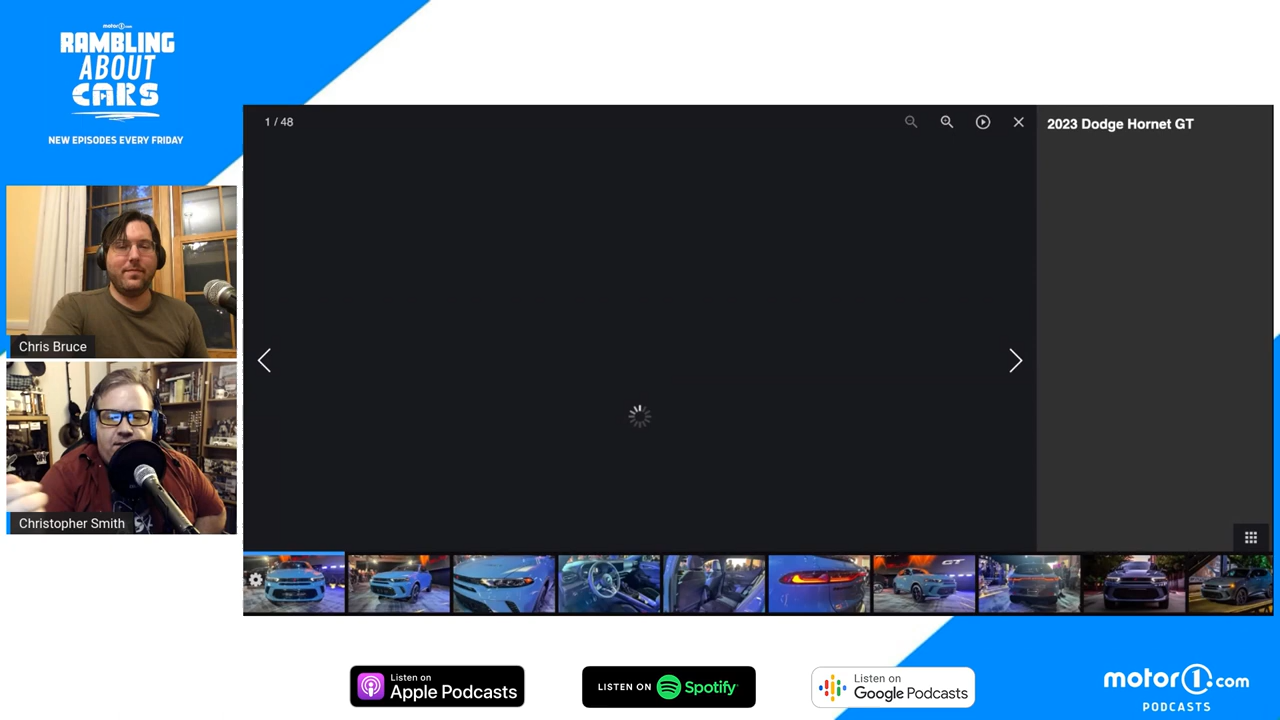 motor1.com
RAMBLING
ABOUT
CARS
NEW EPISODES EVERY FRIDAY
1 / 48
2023 Dodge Hornet GT
Chris Bruce
Christopher Smith
GT
Listen on
Apple Podcasts
LISTEN ON
Spotify
Listen on
Google Podcasts
motor1.com
PODCASTS